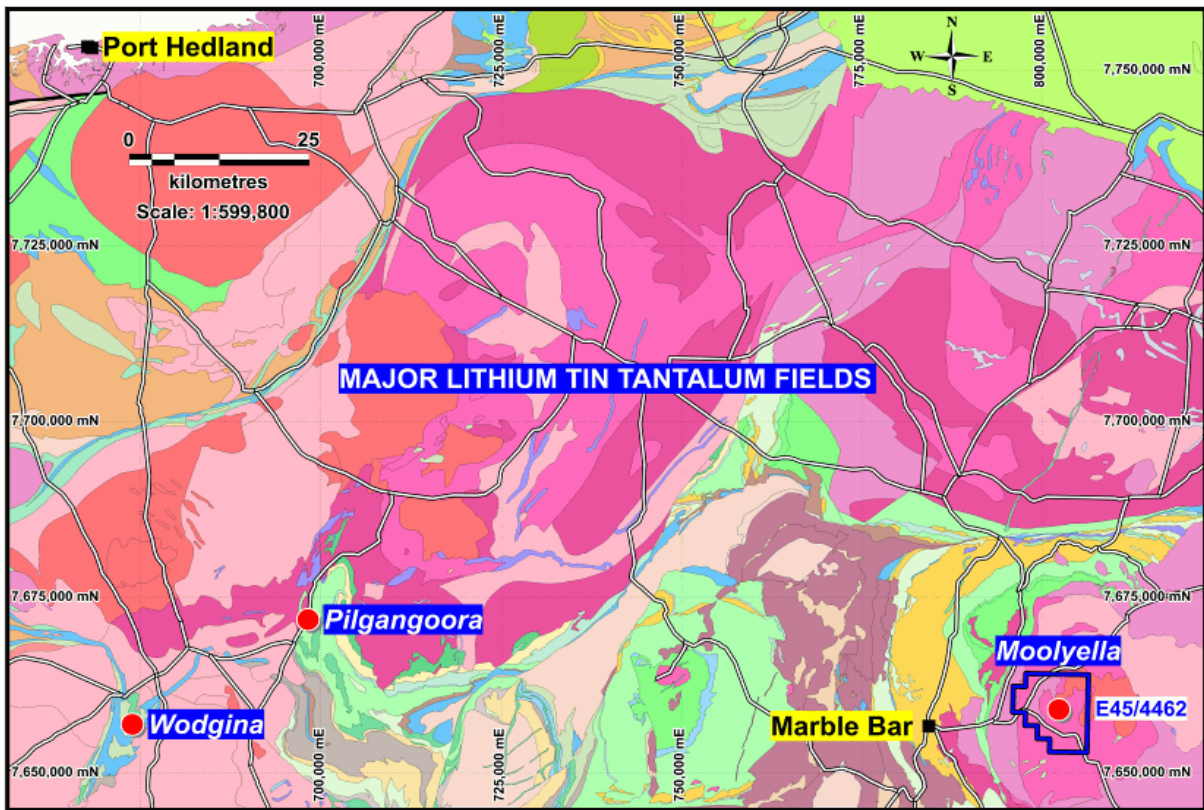 Port Hedland
700,000 mE
725,000 mE
750,000 mE
775,000 mE
800,000 mE
N
W E
S
7,750,000 mN
0 25
kilometres
Scale: 1:599,800
7,725,000 mN
7,725,000 mN
MAJOR LITHIUM TIN TANTALUM FIELDS
7,700,000 mN
7,700,000 mN
7,675,000 mN
7,675,000 mN
Pilgangoora
Moolyella
E45/4462
Wodgina
Marble Bar
700,000 mE
725,000 mE
750,000 mE
7,650,000 mN
7,650,000 mN